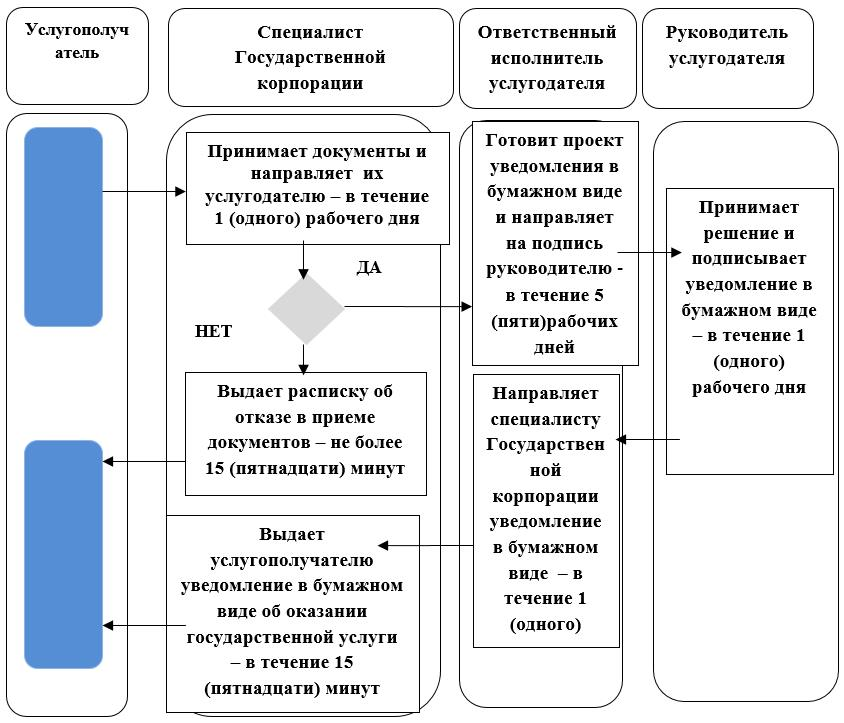 Услугополуч
атель
Специалист
Государственной
корпорации
Ответственный
исполнитель
услугодателя
Руководитель
услугодателя
Принимает документы и
направляет их
услугодателю – в течение
1 (одного) рабочего дня
ДА
НЕТ
Выдает расписку об
отказе в приеме
документов – не более
15 (пятнадцати) минут
Выдает
услугополучателю
уведомление в бумажном
виде об оказании
государственной услуги
– в течение 15
(пятнадцати) минут
Готовит проект
уведомления в
бумажном виде
и направляет
на подпись
руководителю -
в течение 5
(пяти)рабочих
дней
Направляет
специалисту
Государствен
ной
корпорации
уведомление
в бумажном
виде – в
течение 1
(одного)
Принимает
решение и
подписывает
уведомление в
бумажном виде
– в течение 1
(одного)
рабочего дня